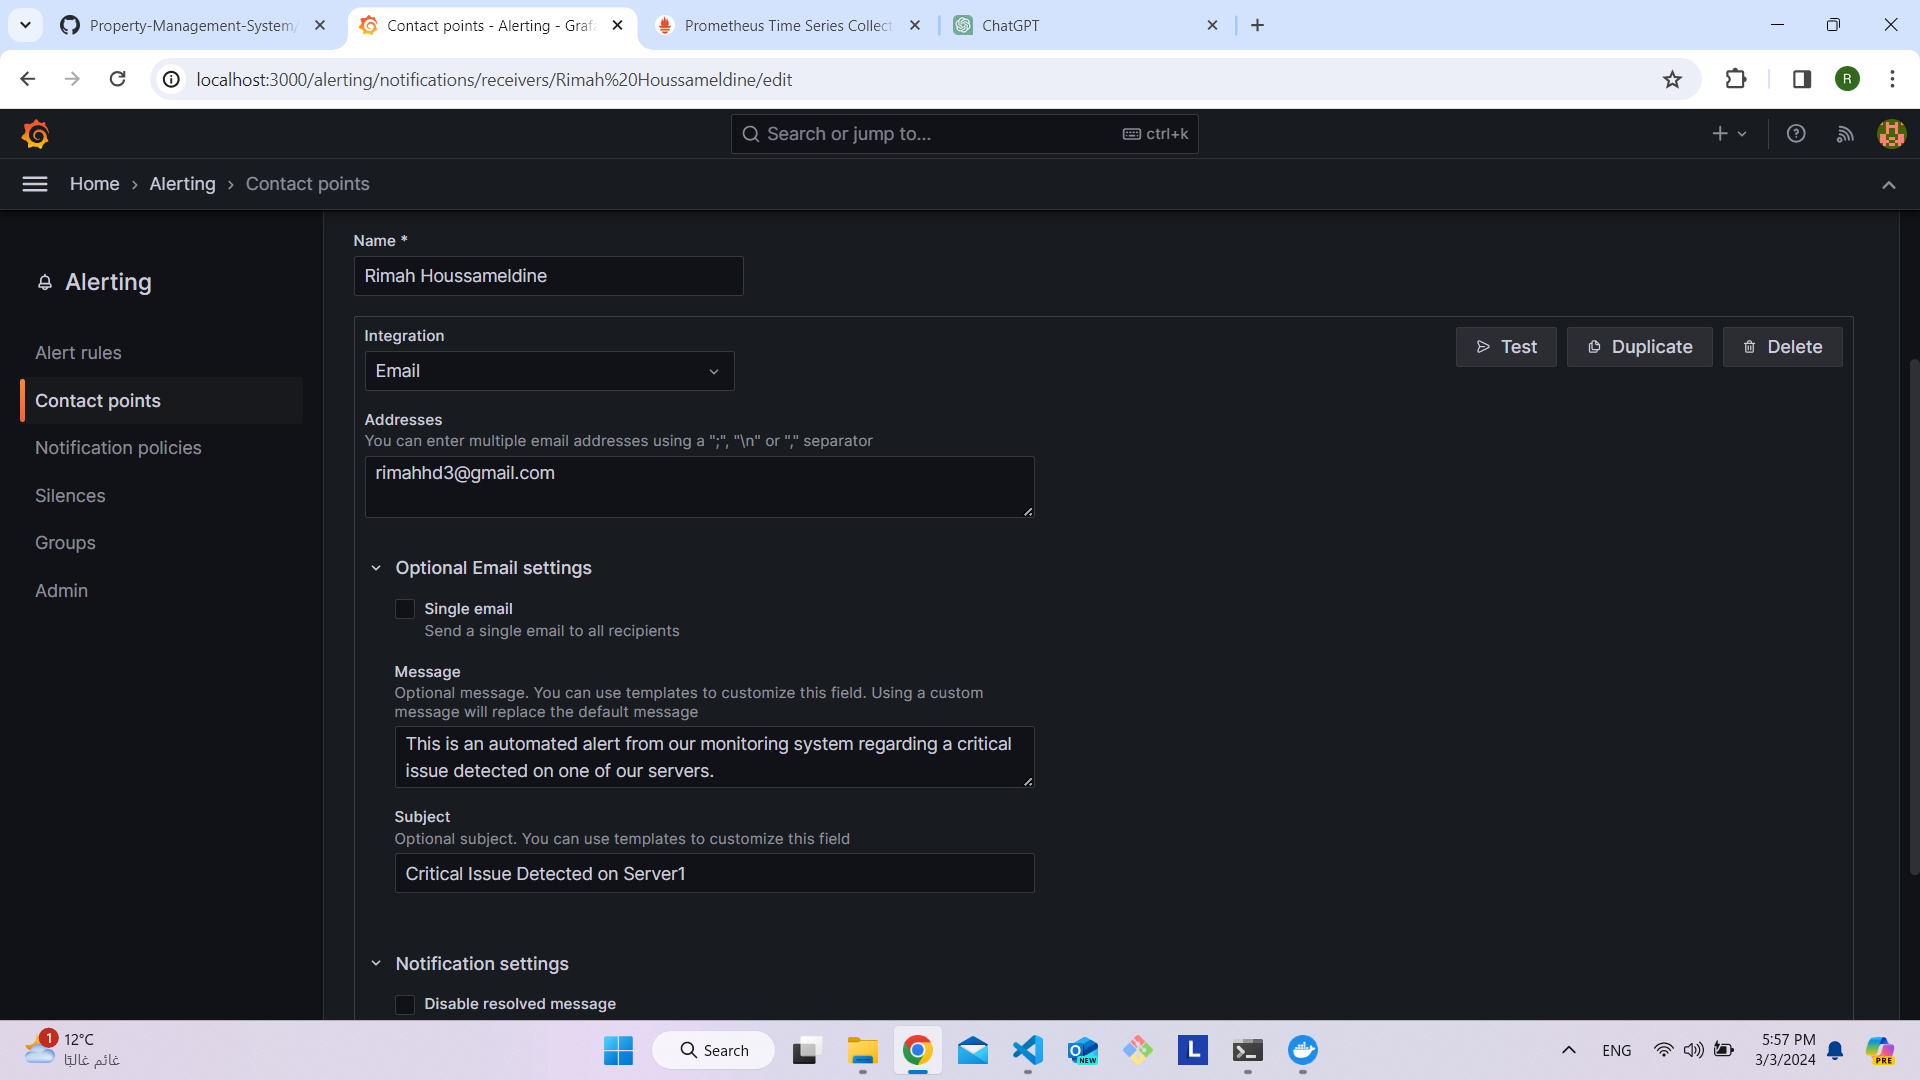 Property-Management-System/
Contact points - Alerting - Grafa
Prometheus Time Series Collect
ChatGPT
localhost:3000/alerting/notifications/receivers/Rimah%20Houssameldine/edit
R
Search or jump to...
ctrl+k
Home › Alerting › Contact points
Alerting
Alert rules
Contact points
Notification policies
Silences
Groups
Admin
Name *
Rimah Houssameldine
Integration
Email
Test
Duplicate
Delete
Addresses
You can enter multiple email addresses using a ";", "\n" or "," separator
rimahhd3@gmail.com
Optional Email settings
Single email
Send a single email to all recipients
Message
Optional message. You can use templates to customize this field. Using a custom
message will replace the default message
This is an automated alert from our monitoring system regarding a critical
issue detected on one of our servers.
Subject
Optional subject. You can use templates to customize this field
Critical Issue Detected on Server1
Notification settings
Disable resolved message
1
12°C
غائم غالبًا
Search
NEW
L
ENG
5:57 PM
3/3/2024
PRE